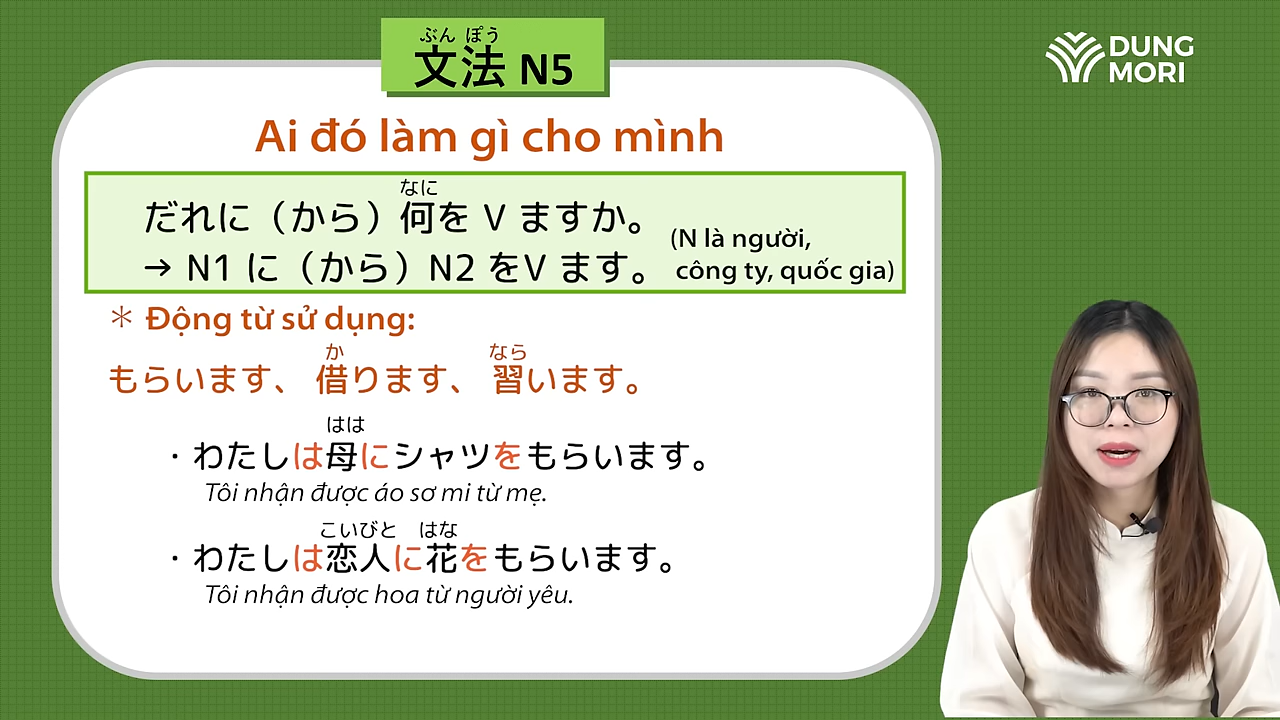 ぶん ぽう
文法 N5
DUNG
MORI
Ai đó làm gì cho mình
なに
だれに（から）何を V ますか。
→ N1 に（から）N2 をV ます。
(N là người,
công ty, quốc gia)
＊ Động từ sử dụng:
か なら
もらいます、 借ります、 習います。
はは
・わたしは母にシャツをもらいます。
Tôi nhận được áo sơ mi từ mẹ.
こいびと はな
・わたしは恋人に花をもらいます。
Tôi nhận được hoa từ người yêu.